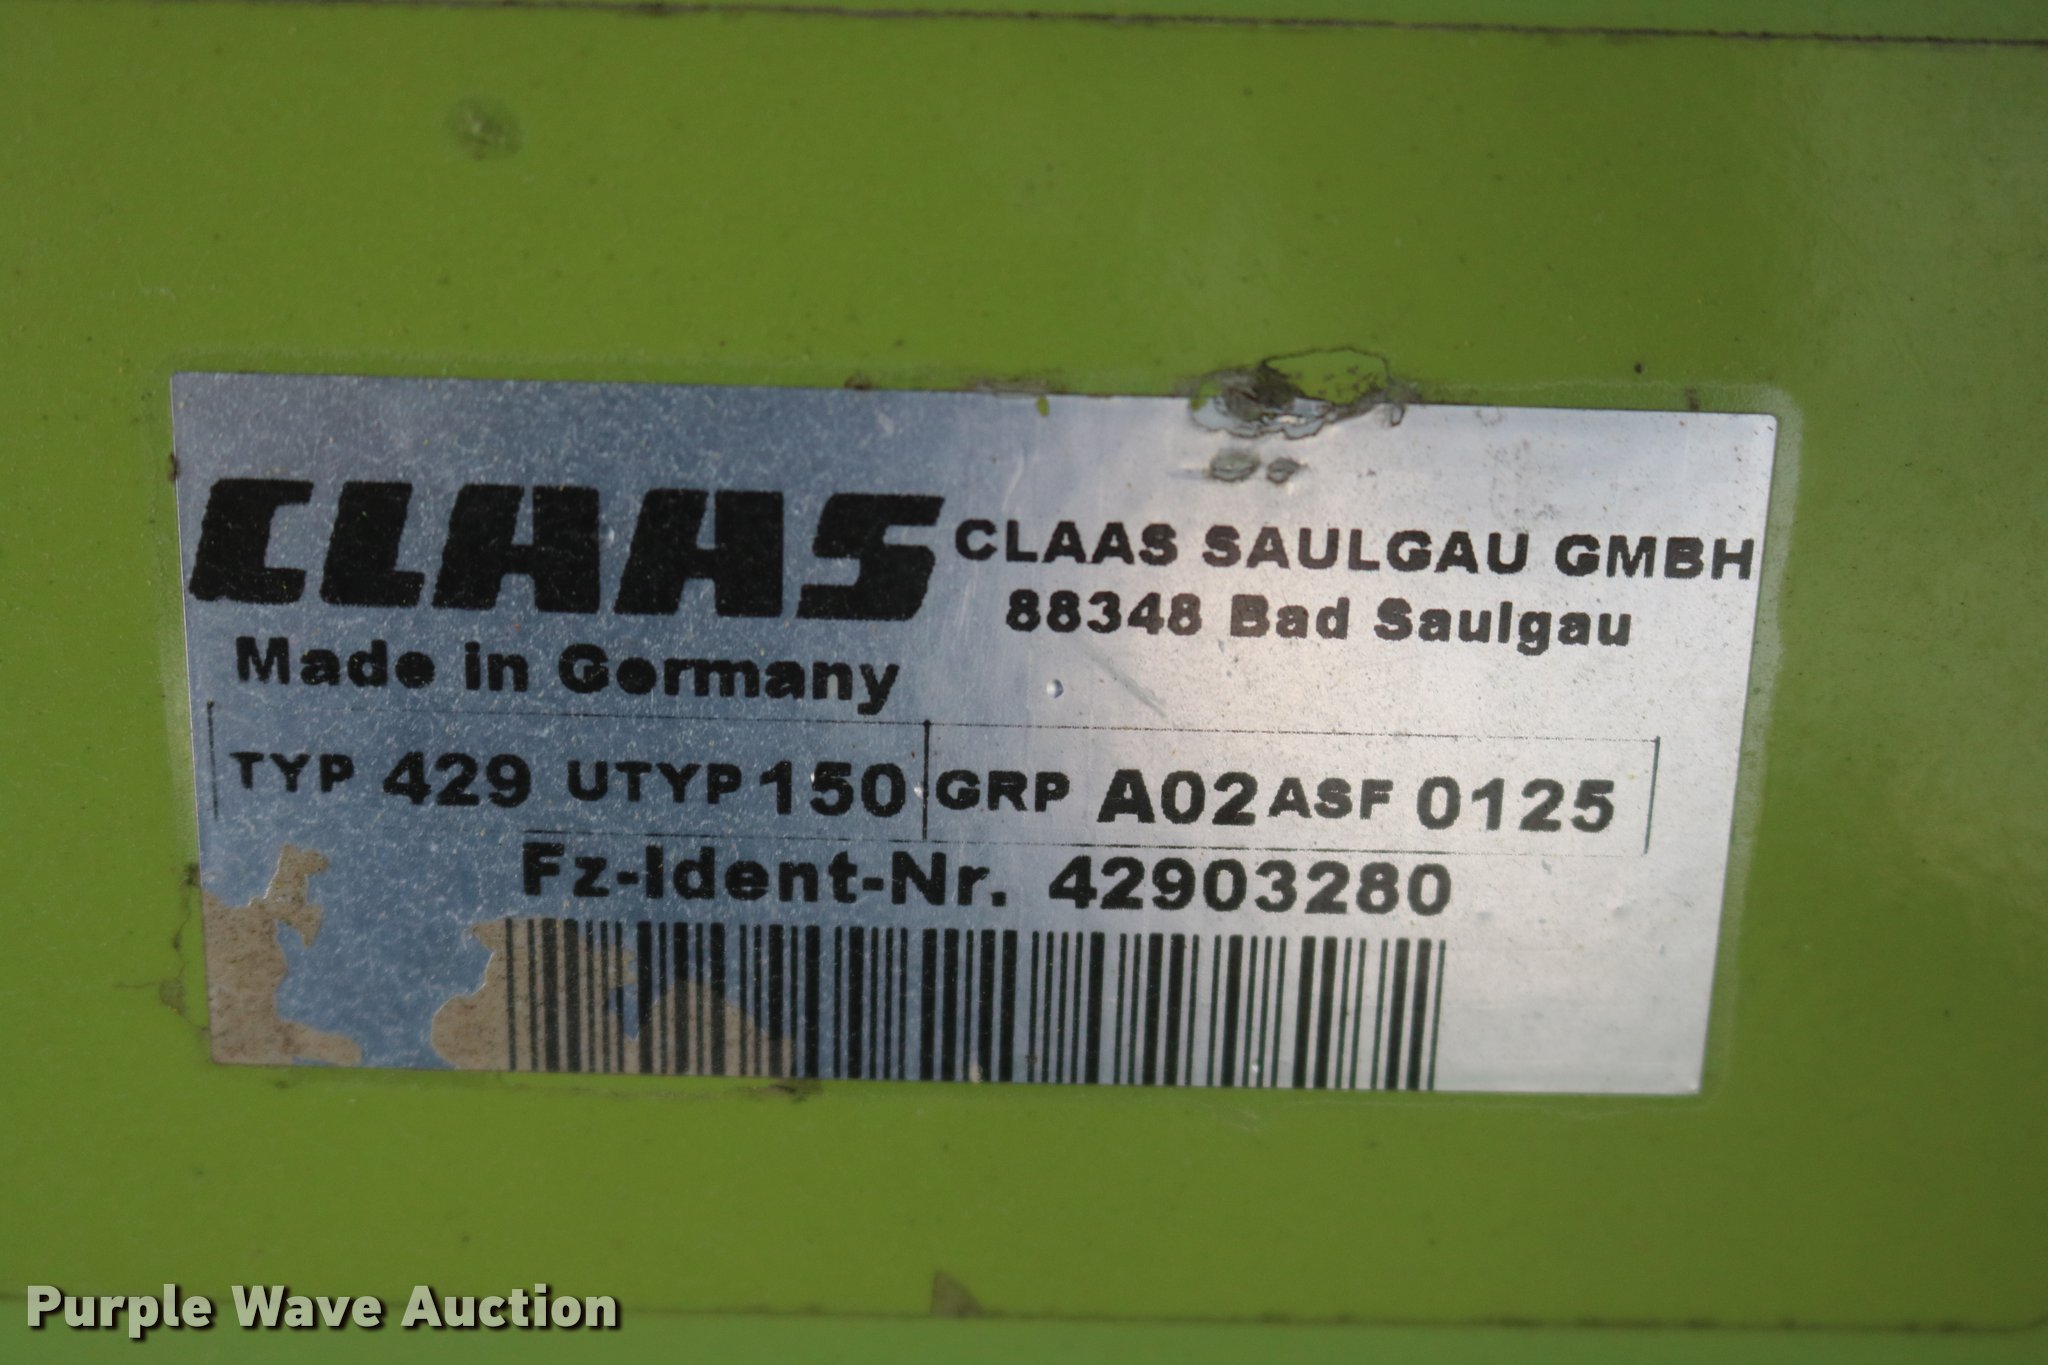 CLAAS
CLAAS SAULGAU GMBH
88348 Bad Saulgau
Made in Germany
TYP 429 UTYP 150 GRP A02 ASF 0125
Fz-Ident-Nr. 42903280
Purple Wave Auction